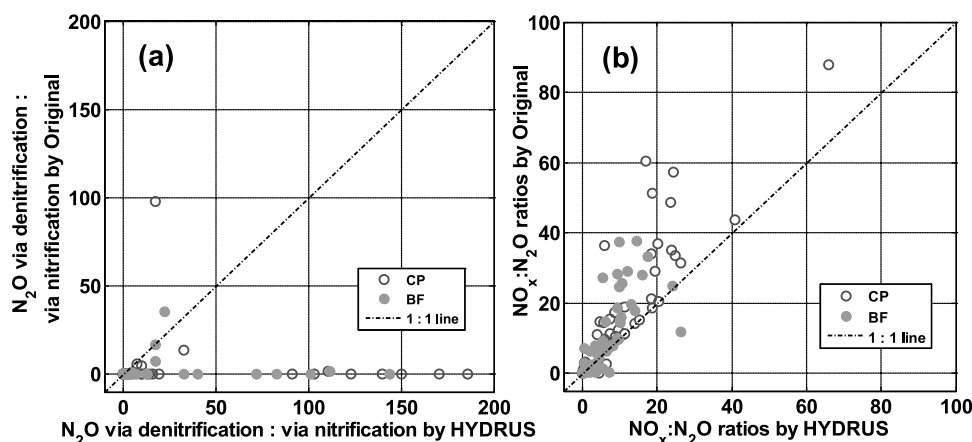 (a)
N2O via denitrification :
via nitrification by Original
200
150
100
50
0
0
50
100
150
200
CP
BF
1 : 1 line
N2O via denitrification : via nitrification by HYDRUS
(b)
NOx:N2O ratios by Original
100
80
60
40
20
0
0
20
40
60
80
100
CP
BF
1 : 1 line
NOx:N2O ratios by HYDRUS